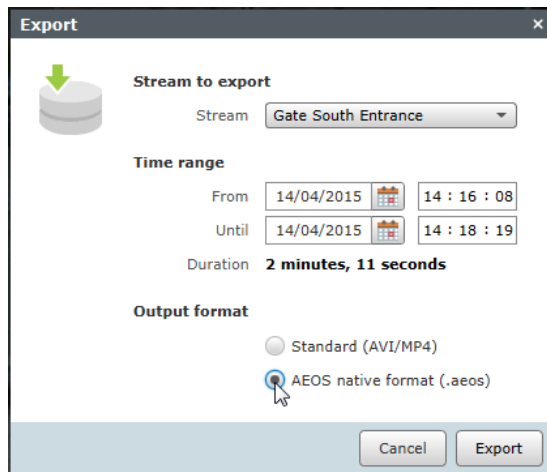 Export ×
Stream to export
Stream Gate South Entrance
Time range
From 14/04/2015 14 : 16 : 08
Until 14/04/2015 14 : 18 : 19
Duration 2 minutes, 11 seconds
Output format
Standard (AVI/MP4)
AEOS native format (.aeos)
Cancel Export